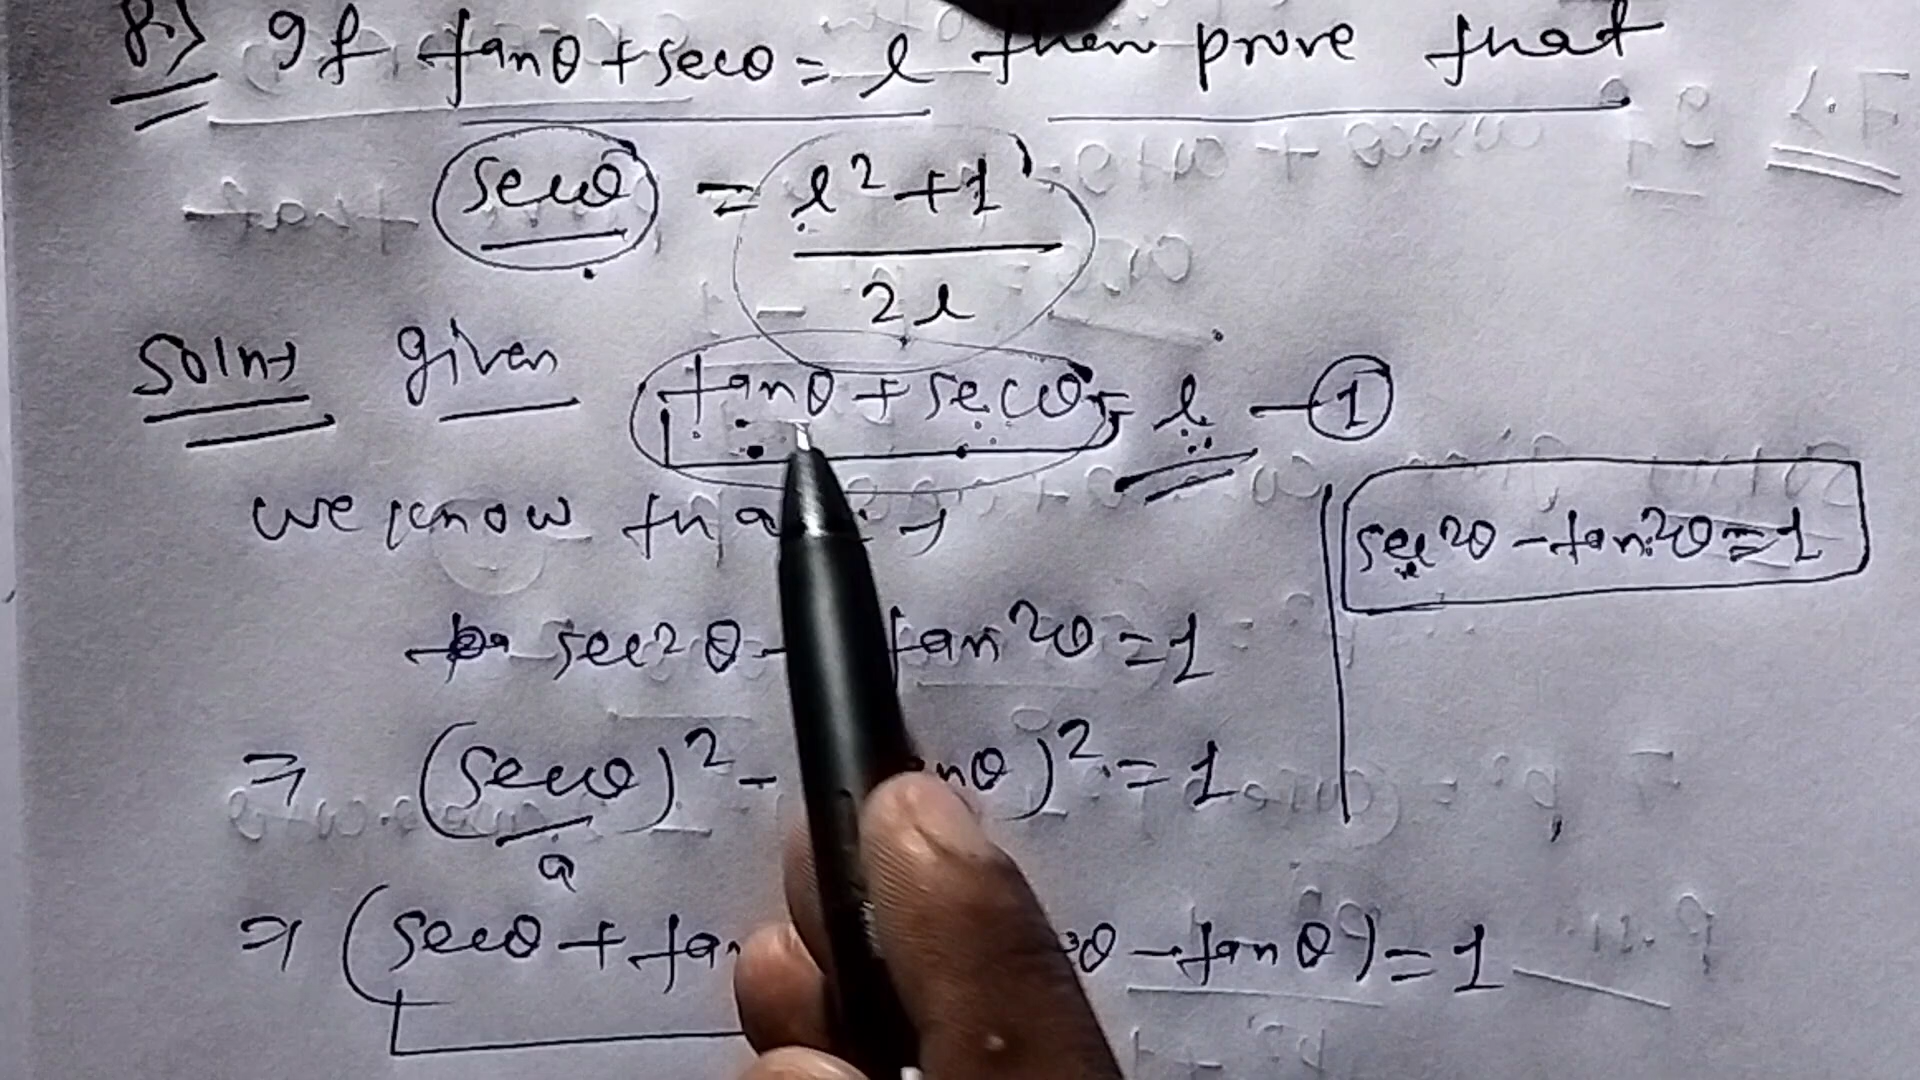 8.) If tanθ + secθ = l then prove that
secθ = l² + 1
2l
Soln→ given tanθ + secθ = l — ①
we know that →
sec²θ - tan²θ = 1
sec²θ - tan²θ = 1
⇒ (secθ)² - nθ)² = 1
a
⇒ (secθ + tan θ - tanθ) = 1